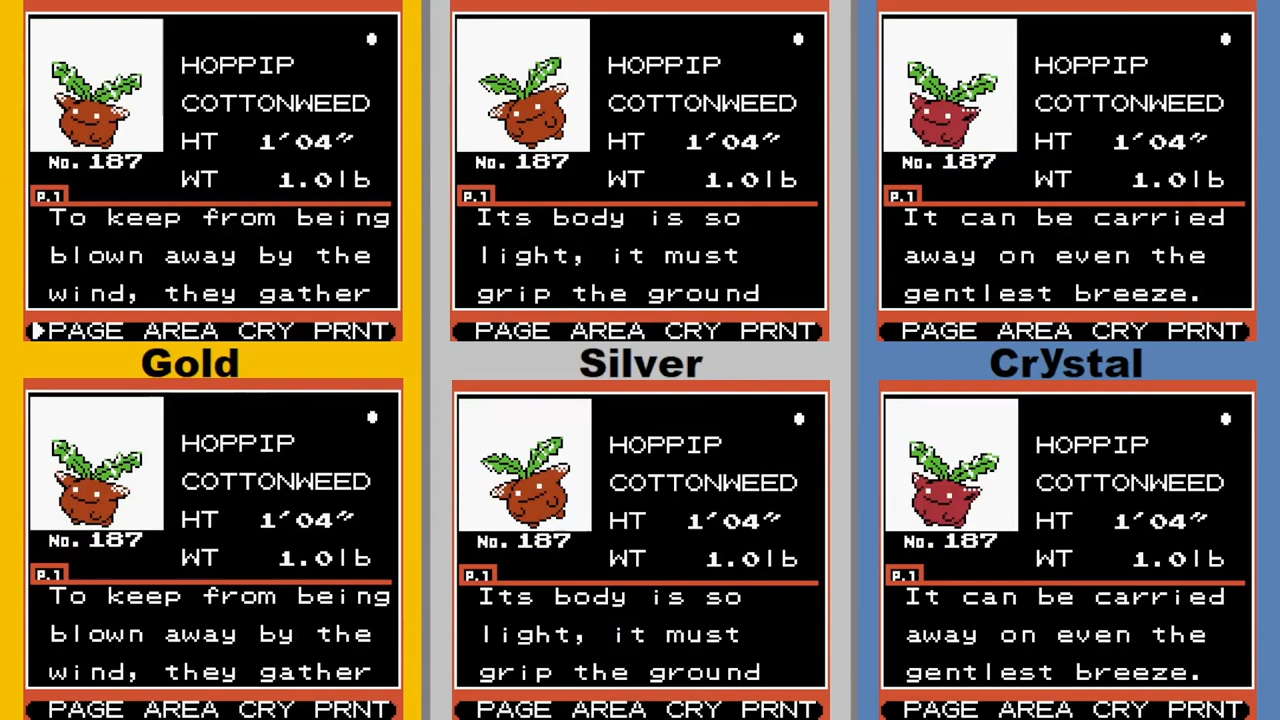 HOPPIP
COTTONWEED
HT 1′04″
No. 187
WT 1.0lb
P.1
To keep from being
blown away by the
wind, they gather
PAGE AREA CRY PRNT
HOPPIP
COTTONWEED
HT 1′04″
No. 187
WT 1.0lb
P.1
Its body is so
light, it must
grip the ground
PAGE AREA CRY PRNT
HOPPIP
COTTONWEED
HT 1′04″
No. 187
WT 1.0lb
P.1
It can be carried
away on even the
gentlest breeze.
PAGE AREA CRY PRNT
Gold
Silver
Crystal
HOPPIP
COTTONWEED
HT 1′04″
No. 187
WT 1.0lb
P.1
To keep from being
blown away by the
wind, they gather
PAGE AREA CRY PRNT
HOPPIP
COTTONWEED
HT 1′04″
No. 187
WT 1.0lb
P.1
Its body is so
light, it must
grip the ground
PAGE AREA CRY PRNT
HOPPIP
COTTONWEED
HT 1′04″
No. 187
WT 1.0lb
P.1
It can be carried
away on even the
gentlest breeze.
PAGE AREA CRY PRNT